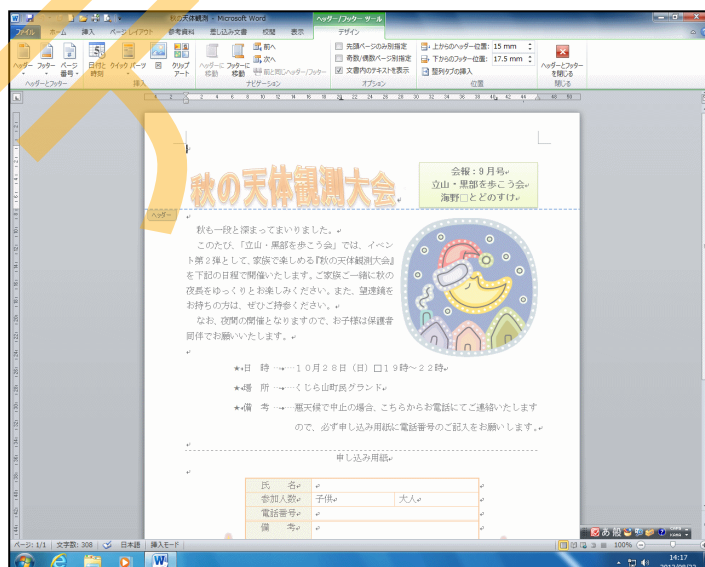 秋の天体観測 - Microsoft Word
ヘッダー/フッター ツール
ファイル ホーム 挿入 ページ レイアウト 参考資料 差し込み文書 校閲 表示 デザイン
ヘッダー フッター ページ番号 日付と時刻 クイック パーツ 図 クリップアート
ヘッダーに移動 フッターに移動 前へ 次へ 前と同じヘッダー/フッター
先頭ページのみ別指定
奇数/偶数ページ別指定
文書内のテキストを表示
上からのヘッダー位置: 15 mm
下からのフッター位置: 17.5 mm
整列タブの挿入
ヘッダーとフッターを閉じる
ヘッダーとフッター 挿入 ナビゲーション オプション 位置 閉じる
秋の天体観測大会
会報：９月号
立山・黒部を歩こう会
海野□とどのすけ
ヘッダー
秋も一段と深まってまいりました。
このたび、「立山・黒部を歩こう会」では、イベン
ト第２弾として、家族で楽しめる『秋の天体観測大会』
を下記の日程で開催いたします。ご家族ご一緒に秋の
夜長をゆっくりとお楽しみください。また、望遠鏡を
お持ちの方は、ぜひご持参ください。
なお、夜間の開催となりますので、お子様は保護者
同伴でお願いいたします。
★日 時 １０月２８日（日）□１９時～２２時
★場 所 くじら山町民グランド
★備 考 悪天候で中止の場合、こちらからお電話にてご連絡いたします
ので、必ず申し込み用紙に電話番号のご記入をお願いします。
申し込み用紙
氏 名
参加人数 子供 大人
電話番号
備 考
ページ: 1/1 文字数: 308 日本語 挿入モード 100%
あ 般
14:17